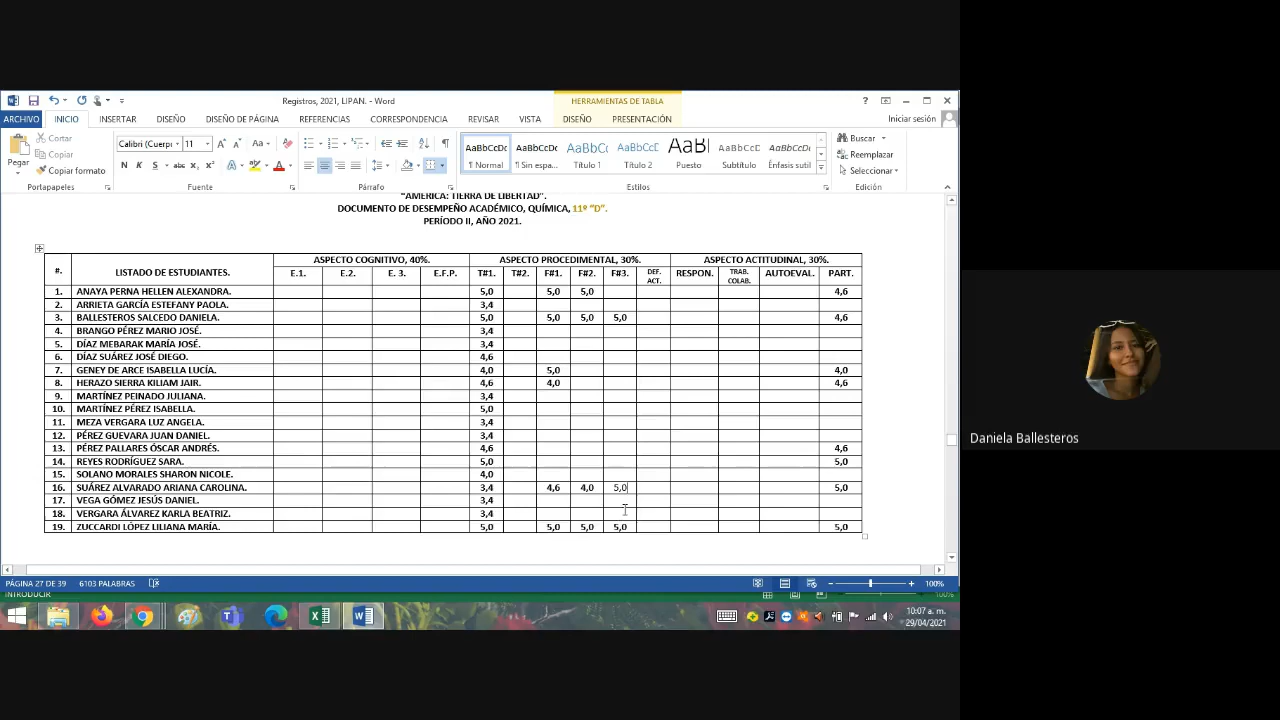 Registros, 2021, LIPAN. - Word
HERRAMIENTAS DE TABLA
ARCHIVO INICIO INSERTAR DISEÑO DISEÑO DE PÁGINA REFERENCIAS CORRESPONDENCIA REVISAR VISTA DISEÑO PRESENTACIÓN Iniciar sesión
Pegar
Cortar
Copiar
Copiar formato
Calibri (Cuerp 11
N K S abc
AaBbCcDc AaBbCcDc AaBbCc AaBbCcD AaBl AaBbCcD AaBbCcDc
¶ Normal ¶ Sin espa... Título 1 Título 2 Puesto Subtítulo Énfasis sutil
Buscar
Reemplazar
Seleccionar
Portapapeles Fuente Párrafo Estilos Edición
"AMÉRICA: TIERRA DE LIBERTAD".
DOCUMENTO DE DESEMPEÑO ACADÉMICO, QUÍMICA, 11º "D".
PERÍODO II, AÑO 2021.
#. LISTADO DE ESTUDIANTES. ASPECTO COGNITIVO, 40%. ASPECTO PROCEDIMENTAL, 30%. ASPECTO ACTITUDINAL, 30%.
E.1. E.2. E. 3. E.F.P. T#1. T#2. F#1. F#2. F#3. DEF. ACT. RESPON. TRAB. COLAB. AUTOEVAL. PART.
1. ANAYA PERNA HELLEN ALEXANDRA. 5,0 5,0 5,0 4,6
2. ARRIETA GARCÍA ESTEFANY PAOLA. 3,4
3. BALLESTEROS SALCEDO DANIELA. 5,0 5,0 5,0 5,0 4,6
4. BRANGO PÉREZ MARIO JOSÉ. 3,4
5. DÍAZ MEBARAK MARÍA JOSÉ. 3,4
6. DÍAZ SUÁREZ JOSÉ DIEGO. 4,6
7. GENEY DE ARCE ISABELLA LUCÍA. 4,0 5,0 4,0
8. HERAZO SIERRA KILIAM JAIR. 4,6 4,0 4,6
9. MARTÍNEZ PEINADO JULIANA. 3,4
10. MARTÍNEZ PÉREZ ISABELLA. 5,0
11. MEZA VERGARA LUZ ANGELA. 3,4
12. PÉREZ GUEVARA JUAN DANIEL. 3,4
13. PÉREZ PALLARES ÓSCAR ANDRÉS. 4,6 4,6
14. REYES RODRÍGUEZ SARA. 5,0 5,0
15. SOLANO MORALES SHARON NICOLE. 4,0
16. SUÁREZ ALVARADO ARIANA CAROLINA. 3,4 4,6 4,0 5,0 5,0
17. VEGA GÓMEZ JESÚS DANIEL. 3,4
18. VERGARA ÁLVAREZ KARLA BEATRIZ. 3,4
19. ZUCCARDI LÓPEZ LILIANA MARÍA. 5,0 5,0 5,0 5,0 5,0
PÁGINA 27 DE 39 6103 PALABRAS 100%
INTRODUCIR 100%
10:07 a. m.
29/04/2021
Daniela Ballesteros